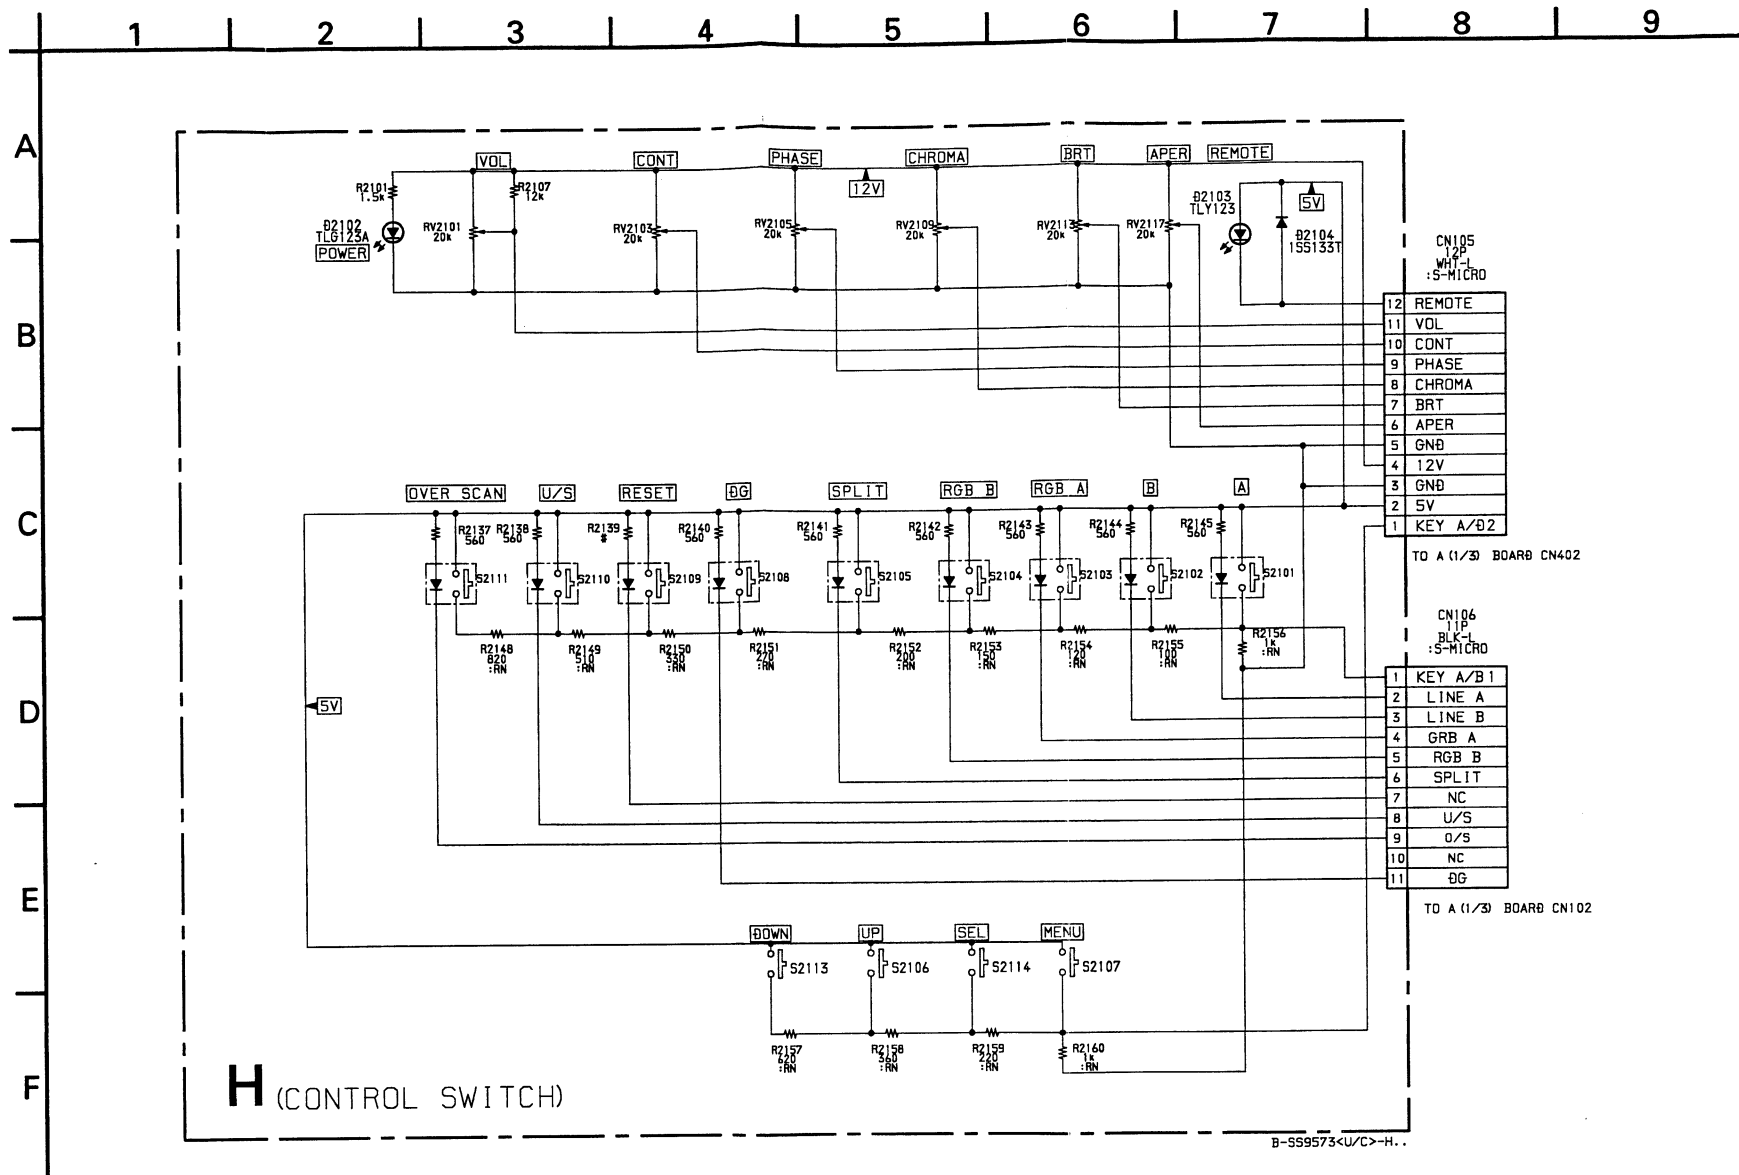 1 2 3 4 5 6 7 8 9
A
B
C
D
E
F
VOL CONT PHASE CHROMA BRT APER REMOTE
R2101
1.5k
R2107
12k
12V
5V
D2102
TLG123A
POWER
RV2101
20k
RV2103
20k
RV2105
20k
RV2109
20k
RV2113
20k
RV2117
20k
D2103
TLY123
D2104
1SS133T
CN105
12P
WHT-L
:S-MICRO
12 REMOTE
11 VOL
10 CONT
9 PHASE
8 CHROMA
7 BRT
6 APER
5 GND
4 12V
3 GND
2 5V
1 KEY A/D2
TO A (1/3) BOARD CN402
OVER SCAN U/S RESET DG SPLIT RGB B RGB A B A
R2137
560
R2138
560
R2139
#
R2140
560
R2141
560
R2142
560
R2143
560
R2144
560
R2145
560
S2111 S2110 S2109 S2108 S2105 S2104 S2103 S2102 S2101
R2148
820
:RN
R2149
510
:RN
R2150
330
:RN
R2151
270
:RN
R2152
200
:RN
R2153
150
:RN
R2154
120
:RN
R2155
100
:RN
R2156
1k
:RN
CN106
11P
BLK-L
:S-MICRO
1 KEY A/B1
2 LINE A
3 LINE B
4 GRB A
5 RGB B
6 SPLIT
7 NC
8 U/S
9 O/S
10 NC
11 DG
TO A (1/3) BOARD CN102
5V
DOWN UP SEL MENU
S2113 S2106 S2114 S2107
R2157
620
:RN
R2158
360
:RN
R2159
220
:RN
R2160
1k
:RN
H (CONTROL SWITCH)
B-SS9573<U/C>-H..